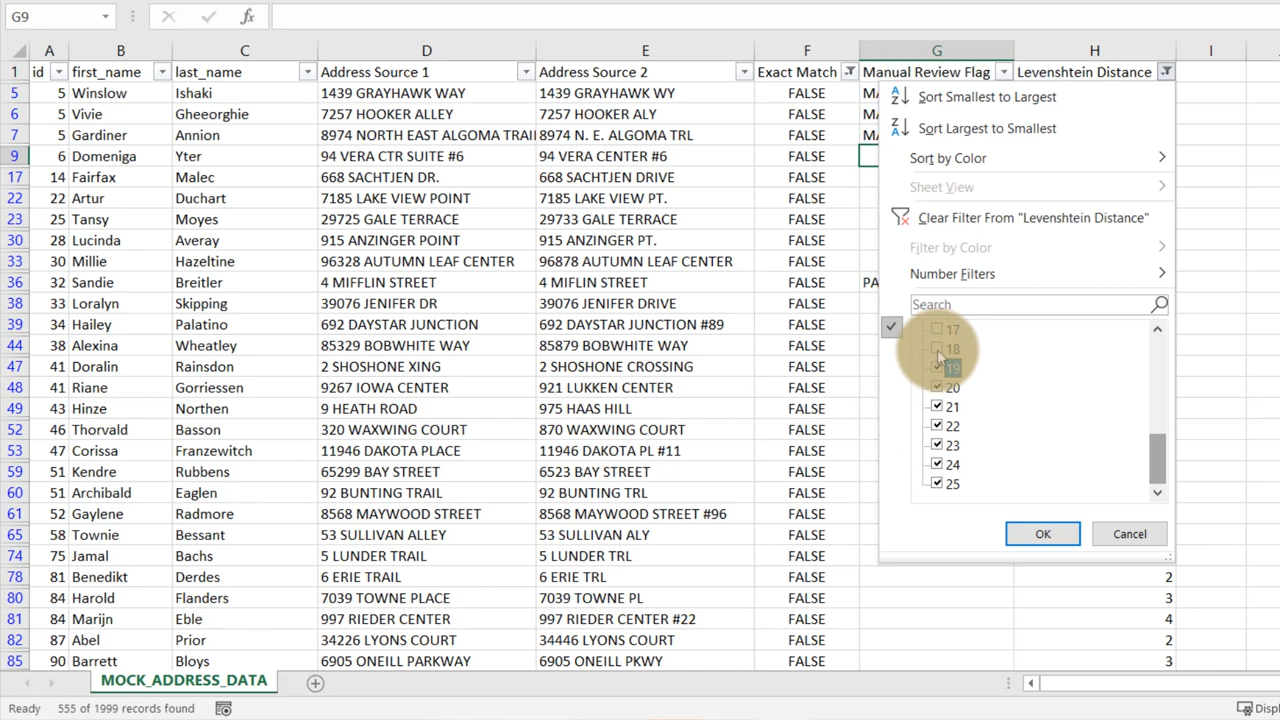 G9
fx
A B C D E F G H I
1 id first_name last_name Address Source 1 Address Source 2 Exact Match Manual Review Flag Levenshtein Distance
5 5 Winslow Ishaki 1439 GRAYHAWK WAY 1439 GRAYHAWK WY FALSE
6 5 Vivie Gheeorghie 7257 HOOKER ALLEY 7257 HOOKER ALY FALSE
7 5 Gardiner Annion 8974 NORTH EAST ALGOMA TRAI 8974 N. E. ALGOMA TRL FALSE
9 6 Domeniga Yter 94 VERA CTR SUITE #6 94 VERA CENTER #6 FALSE
17 14 Fairfax Malec 668 SACHTJEN DR. 668 SACHTJEN DRIVE FALSE
22 22 Artur Duchart 7185 LAKE VIEW POINT 7185 LAKE VIEW PT. FALSE
23 25 Tansy Moyes 29725 GALE TERRACE 29733 GALE TERRACE FALSE
30 28 Lucinda Averay 915 ANZINGER POINT 915 ANZINGER PT. FALSE
33 30 Millie Hazeltine 96328 AUTUMN LEAF CENTER 96878 AUTUMN LEAF CENTER FALSE
36 32 Sandie Breitler 4 MIFFLIN STREET 4 MIFLIN STREET FALSE PA
38 33 Loralyn Skipping 39076 JENIFER DR 39076 JENIFER DRIVE FALSE
39 34 Hailey Palatino 692 DAYSTAR JUNCTION 692 DAYSTAR JUNCTION #89 FALSE
44 38 Alexina Wheatley 85329 BOBWHITE WAY 85879 BOBWHITE WAY FALSE
47 41 Doralin Rainsdon 2 SHOSHONE XING 2 SHOSHONE CROSSING FALSE
48 41 Riane Gorriessen 9267 IOWA CENTER 921 LUKKEN CENTER FALSE
49 43 Hinze Northen 9 HEATH ROAD 975 HAAS HILL FALSE
52 46 Thorvald Basson 320 WAXWING COURT 870 WAXWING COURT FALSE
53 47 Corissa Franzewitch 11946 DAKOTA PLACE 11946 DAKOTA PL #11 FALSE
59 51 Kendre Rubbens 65299 BAY STREET 6523 BAY STREET FALSE
60 51 Archibald Eaglen 92 BUNTING TRAIL 92 BUNTING TRL FALSE
61 52 Gaylene Radmore 8568 MAYWOOD STREET 8568 MAYWOOD STREET #96 FALSE
65 58 Townie Bessant 53 SULLIVAN ALLEY 53 SULLIVAN ALY FALSE
74 75 Jamal Bachs 5 LUNDER TRAIL 5 LUNDER TRL FALSE
78 81 Benedikt Derdes 6 ERIE TRAIL 6 ERIE TRL FALSE 2
80 84 Harold Flanders 7039 TOWNE PLACE 7039 TOWNE PL FALSE 3
81 84 Marijn Eble 997 RIEDER CENTER 997 RIEDER CENTER #22 FALSE 4
82 87 Abel Prior 34226 LYONS COURT 34446 LYONS COURT FALSE 2
85 90 Barrett Bloys 6905 ONEILL PARKWAY 6905 ONEILL PKWY FALSE 3
Sort Smallest to Largest
Sort Largest to Smallest
Sort by Color
Sheet View
Clear Filter From "Levenshtein Distance"
Filter by Color
Number Filters
Search
17
18
19
20
21
22
23
24
25
OK Cancel
MOCK_ADDRESS_DATA
Ready 555 of 1999 records found